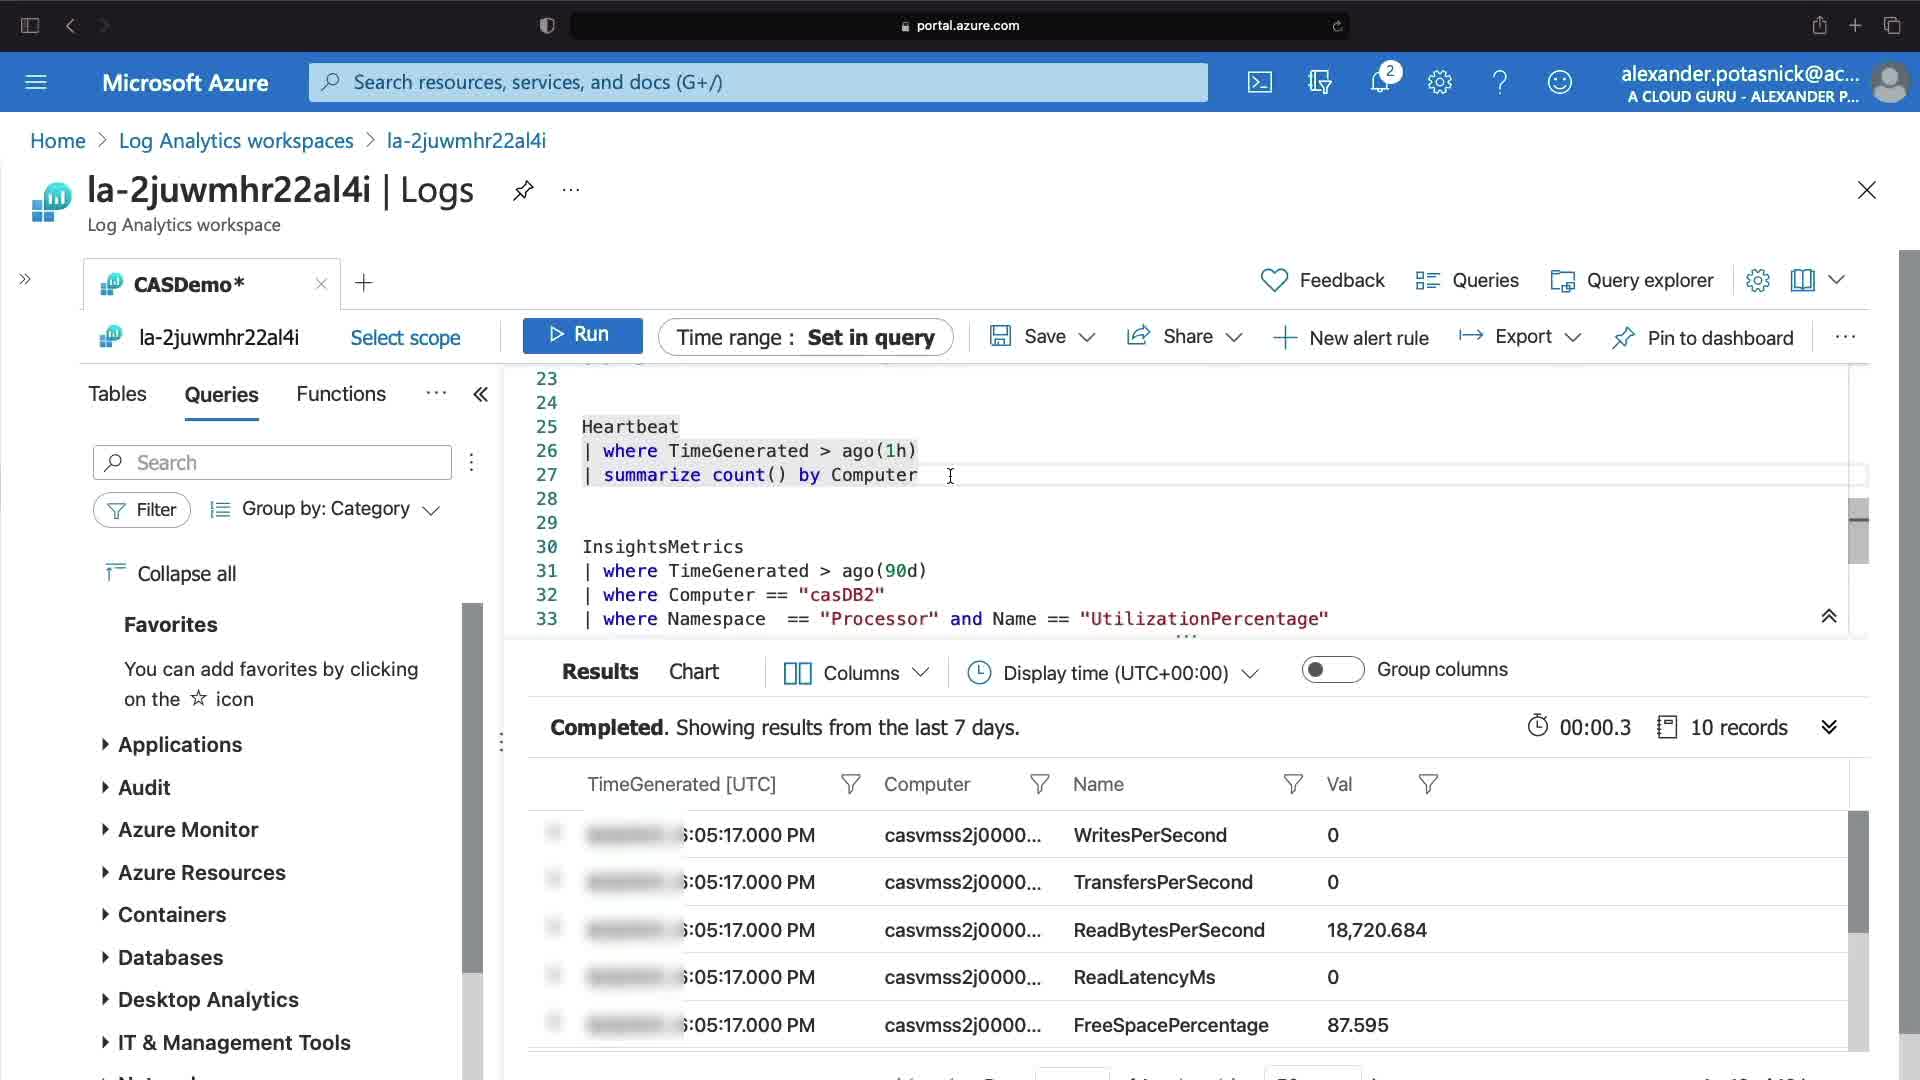 portal.azure.com
Microsoft Azure
Search resources, services, and docs (G+/)
2
alexander.potasnick@ac...
A CLOUD GURU - ALEXANDER P...
Home > Log Analytics workspaces > la-2juwmhr22al4i
la-2juwmhr22al4i | Logs
Log Analytics workspace
CASDemo*
Feedback
Queries
Query explorer
la-2juwmhr22al4i
Select scope
Run
Time range : Set in query
Save
Share
New alert rule
Export
Pin to dashboard
Tables
Queries
Functions
Search
Filter
Group by: Category
Collapse all
Favorites
You can add favorites by clicking
on the ☆ icon
Applications
Audit
Azure Monitor
Azure Resources
Containers
Databases
Desktop Analytics
IT & Management Tools
23
24
25 Heartbeat
26 | where TimeGenerated > ago(1h)
27 | summarize count() by Computer
28
29
30 InsightsMetrics
31 | where TimeGenerated > ago(90d)
32 | where Computer == "casDB2"
33 | where Namespace  == "Processor" and Name == "UtilizationPercentage"
Results
Chart
Columns
Display time (UTC+00:00)
Group columns
Completed. Showing results from the last 7 days.
00:00.3
10 records
TimeGenerated [UTC] Computer Name Val
:05:17.000 PM casvmss2j0000... WritesPerSecond 0
:05:17.000 PM casvmss2j0000... TransfersPerSecond 0
:05:17.000 PM casvmss2j0000... ReadBytesPerSecond 18,720.684
:05:17.000 PM casvmss2j0000... ReadLatencyMs 0
:05:17.000 PM casvmss2j0000... FreeSpacePercentage 87.595